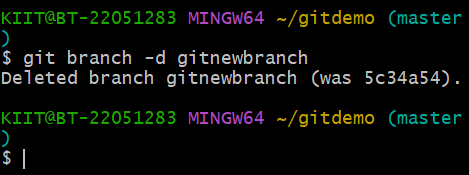 KIIT@BT-22051283 MINGW64 ~/gitdemo (master
)
$ git branch -d gitnewbranch
Deleted branch gitnewbranch (was 5c34a54).
KIIT@BT-22051283 MINGW64 ~/gitdemo (master
)
$